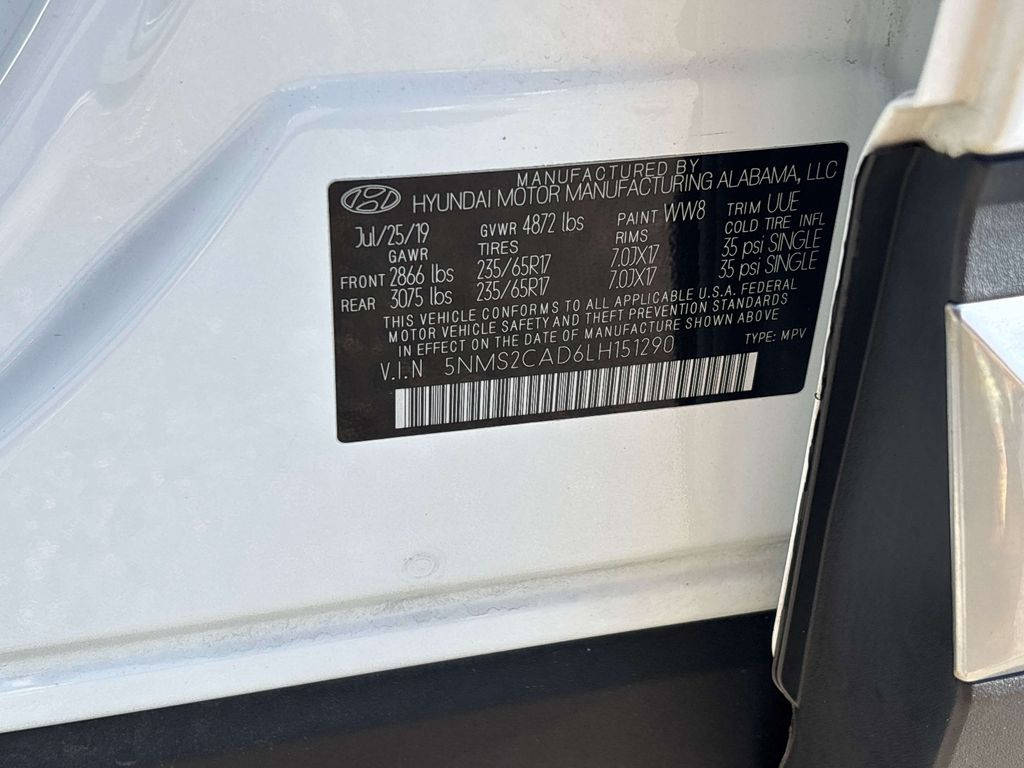 MANUFACTURED BY
HYUNDAI MOTOR MANUFACTURING ALABAMA, LLC
Jul/25/19 GVWR 4872 lbs PAINT WW8 TRIM UUE
GAWR TIRES RIMS COLD TIRE INFL
FRONT 2866 lbs 235/65R17 7.0JX17 35 psi SINGLE
REAR 3075 lbs 235/65R17 7.0JX17 35 psi SINGLE
THIS VEHICLE CONFORMS TO ALL APPLICABLE U.S.A. FEDERAL
MOTOR VEHICLE SAFETY AND THEFT PREVENTION STANDARDS
IN EFFECT ON THE DATE OF MANUFACTURE SHOWN ABOVE
V.I.N 5NMS2CAD6LH151290 TYPE: MPV